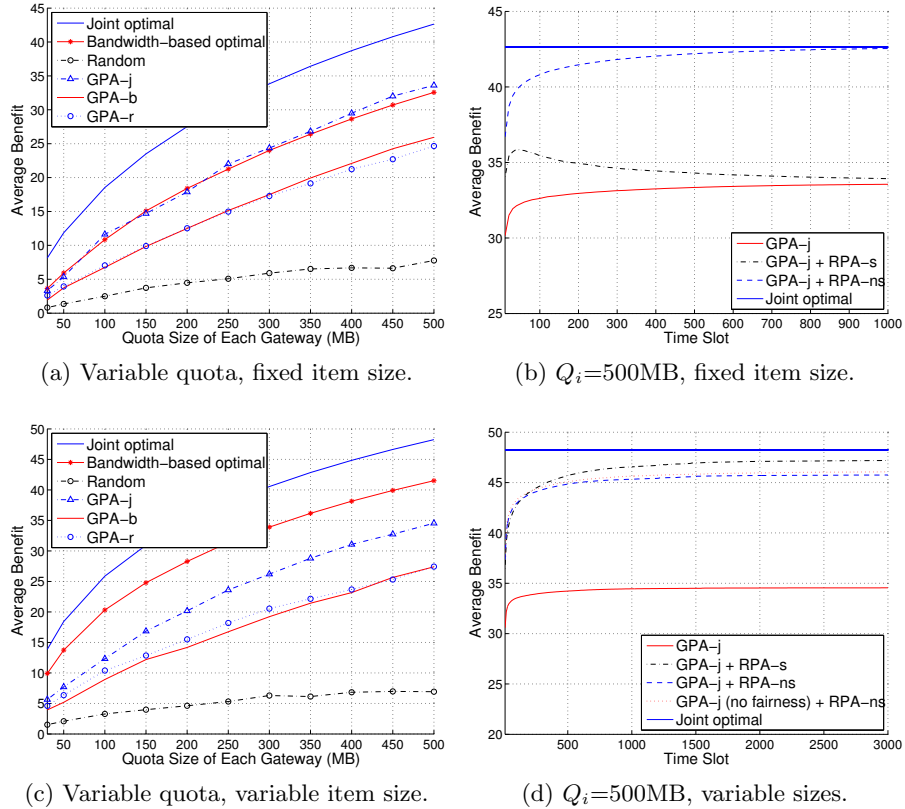 45
40
35
30
25
20
15
10
5
0
Average Benefit
Joint optimal
Bandwidth−based optimal
Random
GPA−j
GPA−b
GPA−r
50 100 150 200 250 300 350 400 450 500
Quota Size of Each Gateway (MB)
(a) Variable quota, fixed item size.
45
40
35
30
25
Average Benefit
GPA−j
GPA−j + RPA−s
GPA−j + RPA−ns
Joint optimal
100 200 300 400 500 600 700 800 900 1000
Time Slot
(b) Qi=500MB, fixed item size.
50
45
40
35
30
25
20
15
10
5
0
Average Benefit
Joint optimal
Bandwidth−based optimal
Random
GPA−j
GPA−b
GPA−r
50 100 150 200 250 300 350 400 450 500
Quota Size of Each Gateway (MB)
(c) Variable quota, variable item size.
50
45
40
35
30
25
20
Average Benefit
GPA−j
GPA−j + RPA−s
GPA−j + RPA−ns
GPA−j (no fairness) + RPA−ns
Joint optimal
500 1000 1500 2000 2500 3000
Time Slot
(d) Qi=500MB, variable sizes.